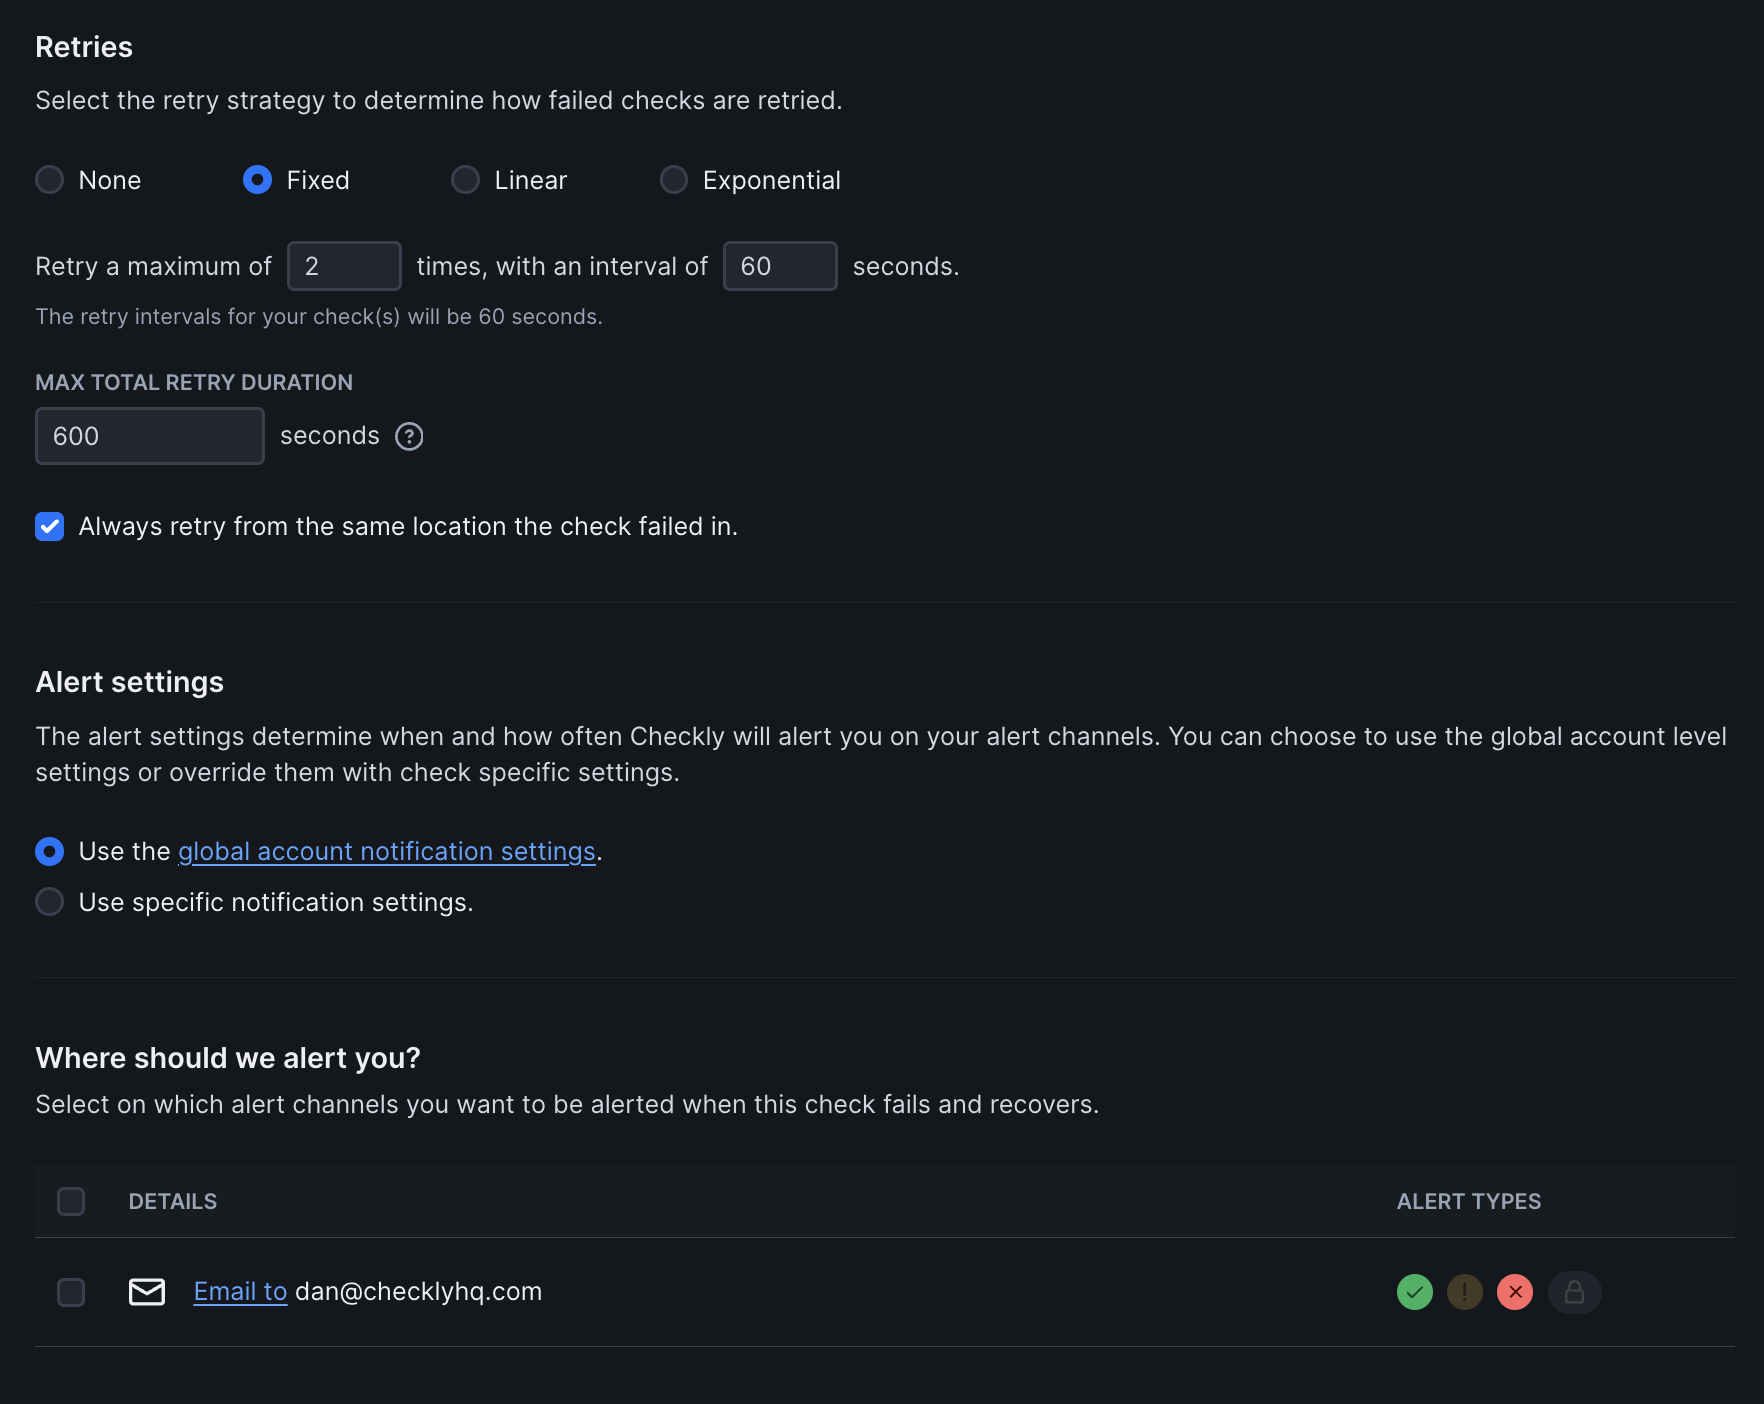 Retries
Select the retry strategy to determine how failed checks are retried.
None Fixed Linear Exponential
Retry a maximum of 2 times, with an interval of 60 seconds.
The retry intervals for your check(s) will be 60 seconds.
MAX TOTAL RETRY DURATION
600 seconds ?
Always retry from the same location the check failed in.
Alert settings
The alert settings determine when and how often Checkly will alert you on your alert channels. You can choose to use the global account level
settings or override them with check specific settings.
Use the global account notification settings.
Use specific notification settings.
Where should we alert you?
Select on which alert channels you want to be alerted when this check fails and recovers.
DETAILS ALERT TYPES
Email to dan@checklyhq.com